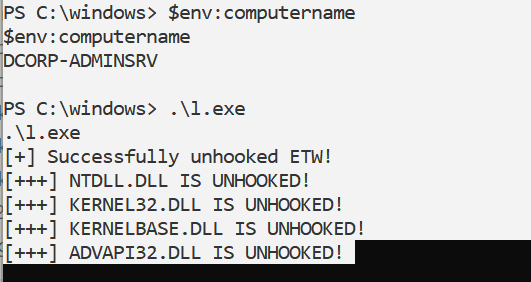 PS C:\windows> $env:computername
$env:computername
DCORP-ADMINSRV
PS C:\windows> .\l.exe
.\l.exe
[+] Successfully unhooked ETW!
[+++] NTDLL.DLL IS UNHOOKED!
[+++] KERNEL32.DLL IS UNHOOKED!
[+++] KERNELBASE.DLL IS UNHOOKED!
[+++] ADVAPI32.DLL IS UNHOOKED!